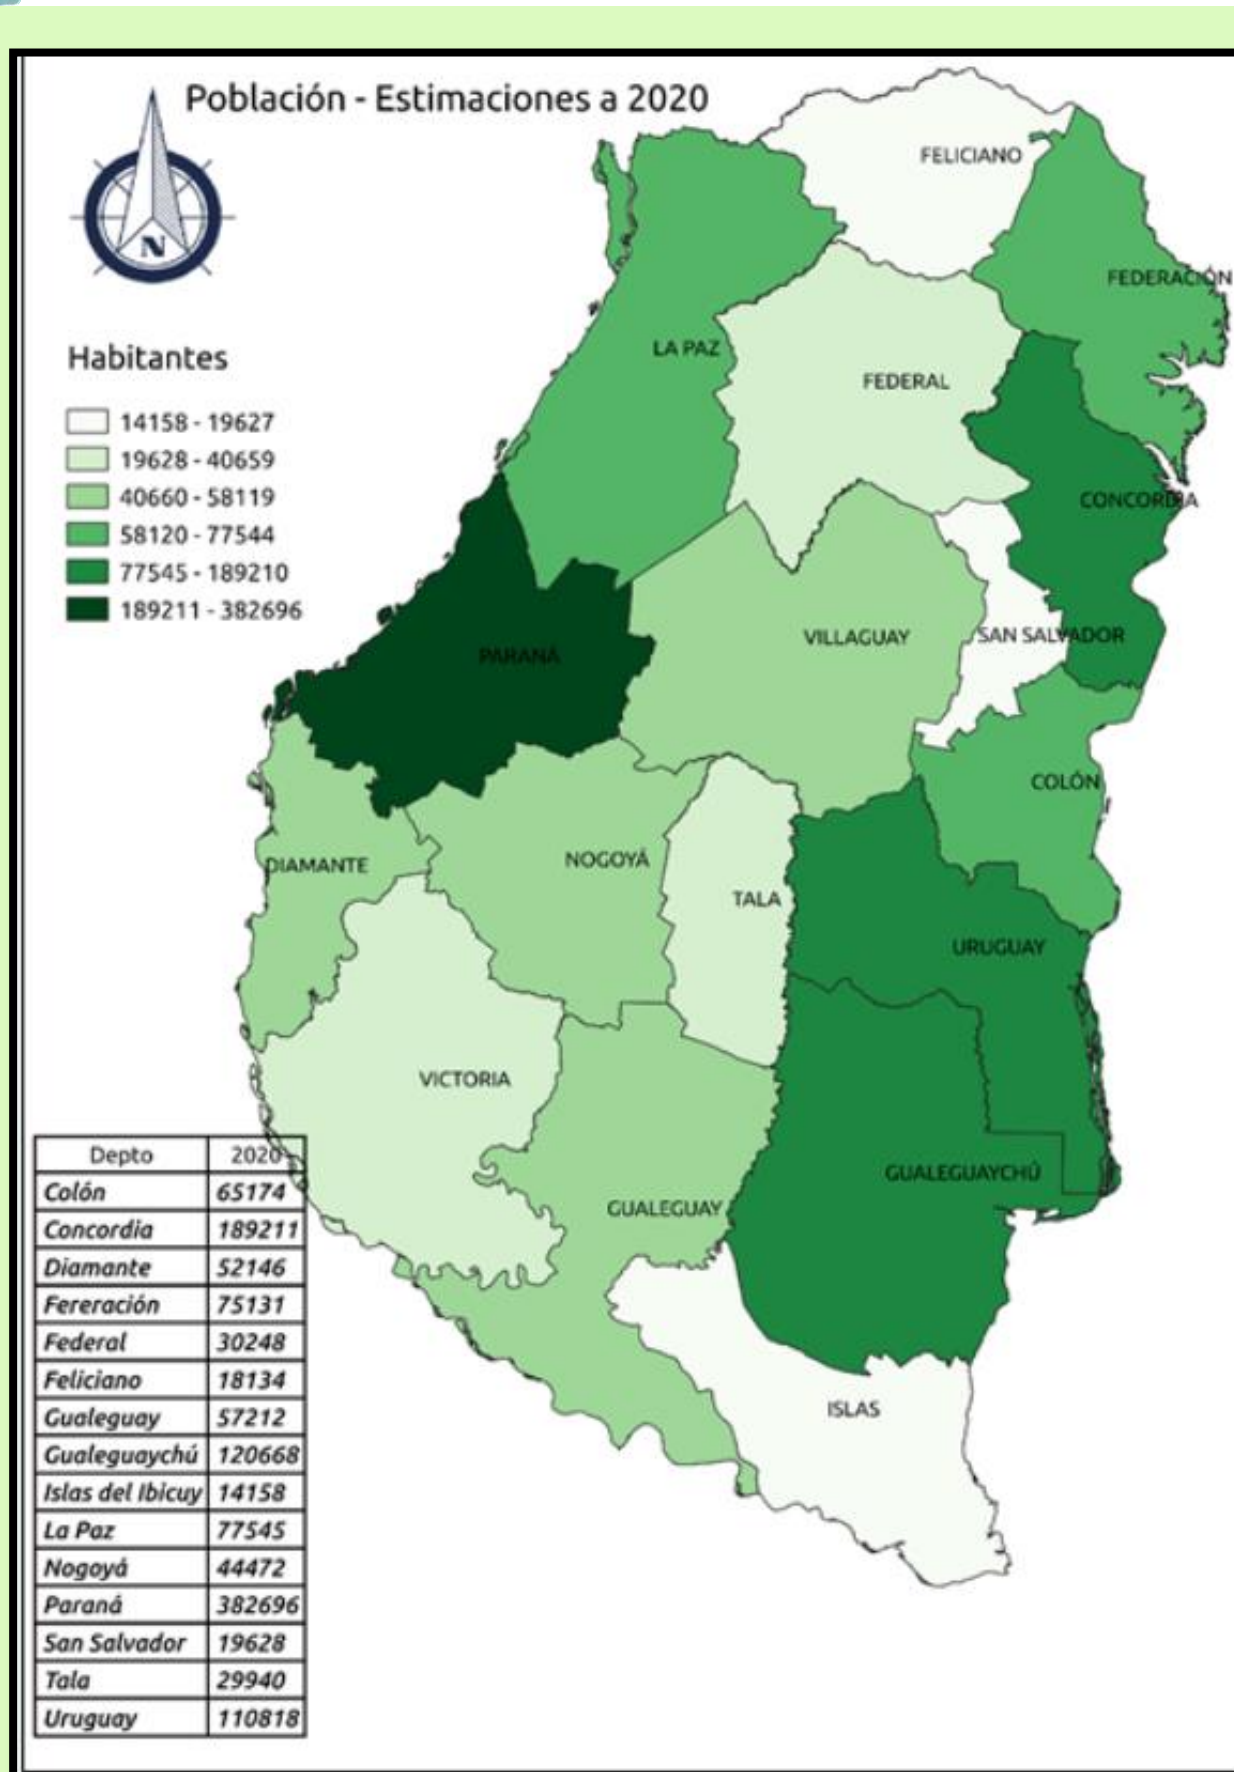 Población - Estimaciones a 2020
N
Habitantes
14158 - 19627
19628 - 40659
40660 - 58119
58120 - 77544
77545 - 189210
189211 - 382696
FELICIANO
FEDERACIÓN
LA PAZ
FEDERAL
CONCORDIA
PARANÁ
VILLAGUAY
SAN SALVADOR
COLÓN
DIAMANTE
NOGOYÁ
TALA
URUGUAY
VICTORIA
GUALEGUAYCHÚ
GUALEGUAY
ISLAS
Depto 2020
Colón 65174
Concordia 189211
Diamante 52146
Fereración 75131
Federal 30248
Feliciano 18134
Gualeguay 57212
Gualeguaychú 120668
Islas del Ibicuy 14158
La Paz 77545
Nogoyá 44472
Paraná 382696
San Salvador 19628
Tala 29940
Uruguay 110818